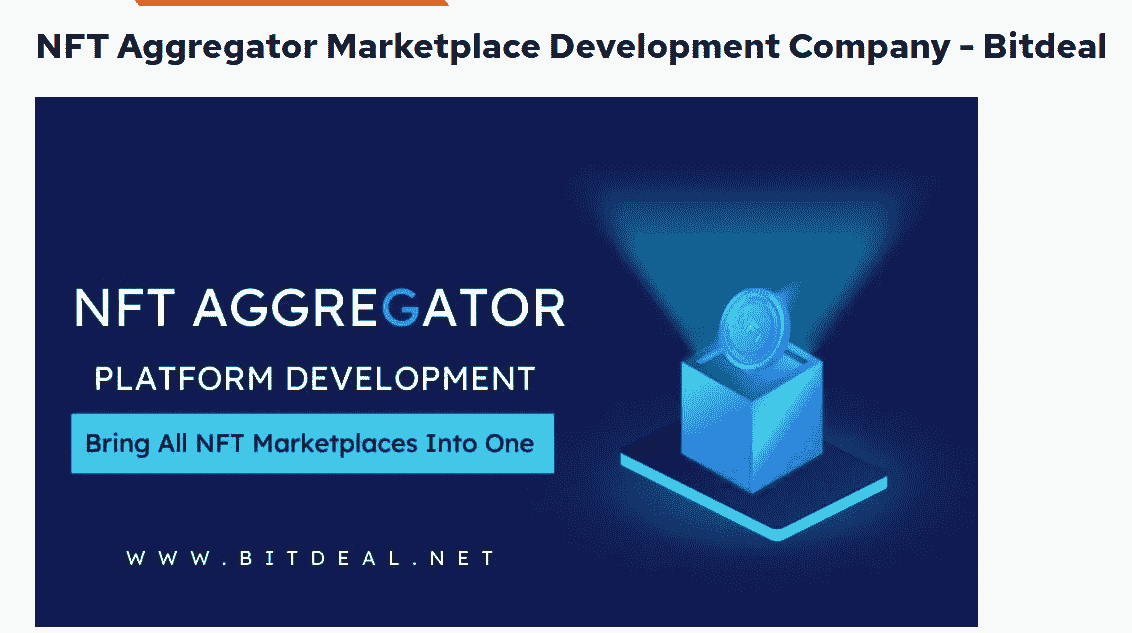 NFT Aggregator Marketplace Development Company - Bitdeal
NFT AGGREGATOR
PLATFORM DEVELOPMENT
Bring All NFT Marketplaces Into One
WWW.BITDEAL.NET